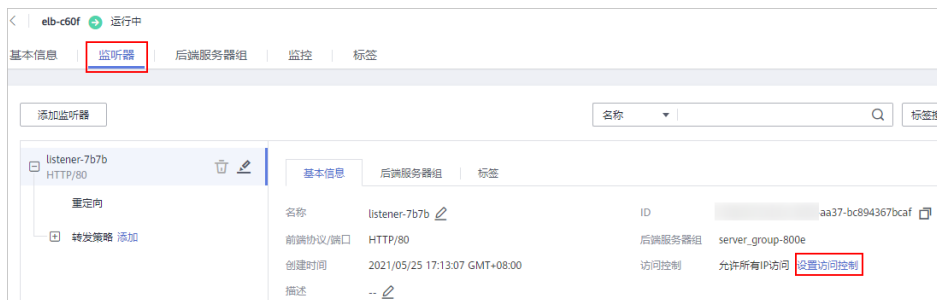 elb-c60f 运行中
基本信息 监听器 后端服务器组 监控 标签
添加监听器 名称
listener-7b7b
HTTP/80
重定向
转发策略 添加
基本信息 后端服务器组 标签
名称 listener-7b7b ID aa37-bc894367bcaf
前端协议/端口 HTTP/80 后端服务器组 server_group-800e
创建时间 2021/05/25 17:13:07 GMT+08:00 访问控制 允许所有IP访问 设置访问控制
描述 --